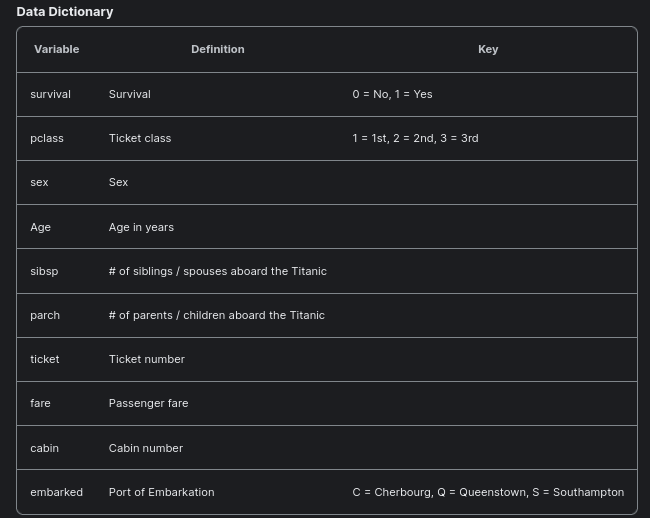 Data Dictionary
Variable Definition Key
survival Survival 0 = No, 1 = Yes
pclass Ticket class 1 = 1st, 2 = 2nd, 3 = 3rd
sex Sex
Age Age in years
sibsp # of siblings / spouses aboard the Titanic
parch # of parents / children aboard the Titanic
ticket Ticket number
fare Passenger fare
cabin Cabin number
embarked Port of Embarkation C = Cherbourg, Q = Queenstown, S = Southampton